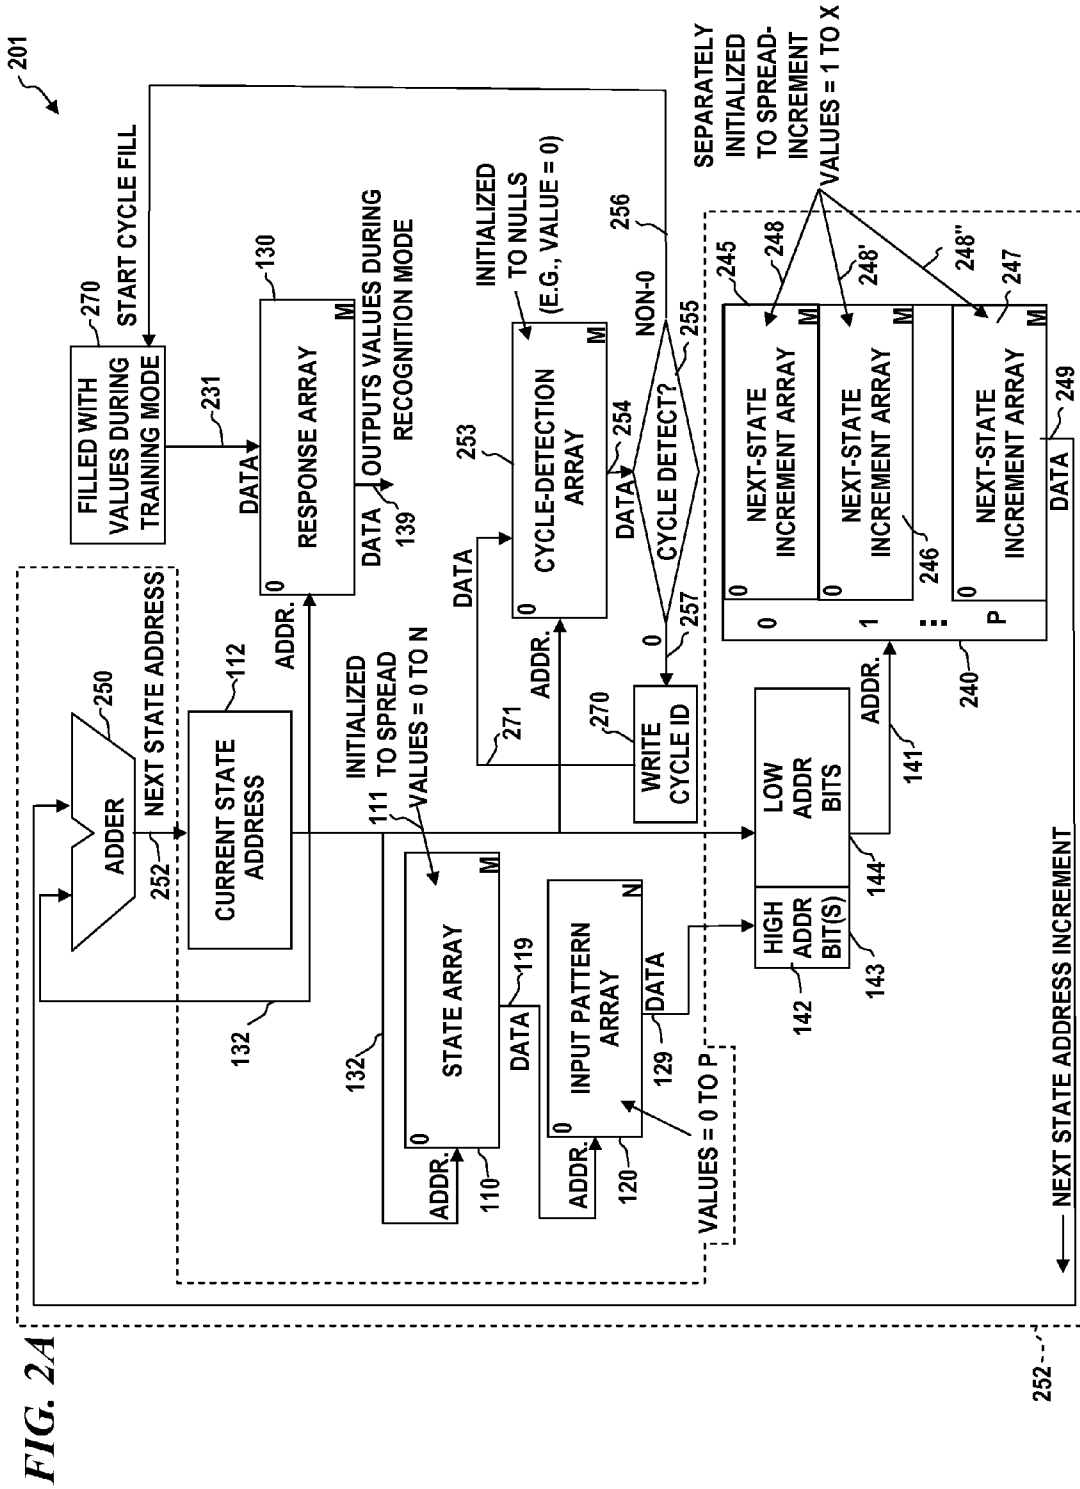 FIG. 2A
201
270
FILLED WITH
VALUES DURING
TRAINING MODE
START CYCLE FILL
231
DATA
130
0
RESPONSE ARRAY
M
ADDR.
DATA
139
OUTPUTS VALUES DURING
RECOGNITION MODE
250
ADDER
NEXT STATE ADDRESS
252
112
CURRENT STATE
ADDRESS
132
132
111
INITIALIZED
TO SPREAD
VALUES = 0 TO N
0
STATE ARRAY
M
ADDR.
110
DATA
119
0
INPUT PATTERN
ARRAY
N
ADDR.
120
129
DATA
VALUES = 0 TO P
INITIALIZED
TO NULLS
(E.G., VALUE = 0)
253
0
CYCLE-DETECTION
ARRAY
M
ADDR.
DATA
271
DATA
254
CYCLE DETECT?
255
NON-0
256
0
257
270
WRITE
CYCLE ID
HIGH
ADDR
BIT(S)
LOW
ADDR
BITS
142
143
144
141
ADDR.
SEPARATELY
INITIALIZED
TO SPREAD-
INCREMENT
VALUES = 1 TO X
245
248
248'
248"
0
0
NEXT-STATE
INCREMENT ARRAY
M
1
0
NEXT-STATE
INCREMENT ARRAY
M
246
P
0
NEXT-STATE
INCREMENT ARRAY
M
247
240
DATA
249
NEXT STATE ADDRESS INCREMENT
252